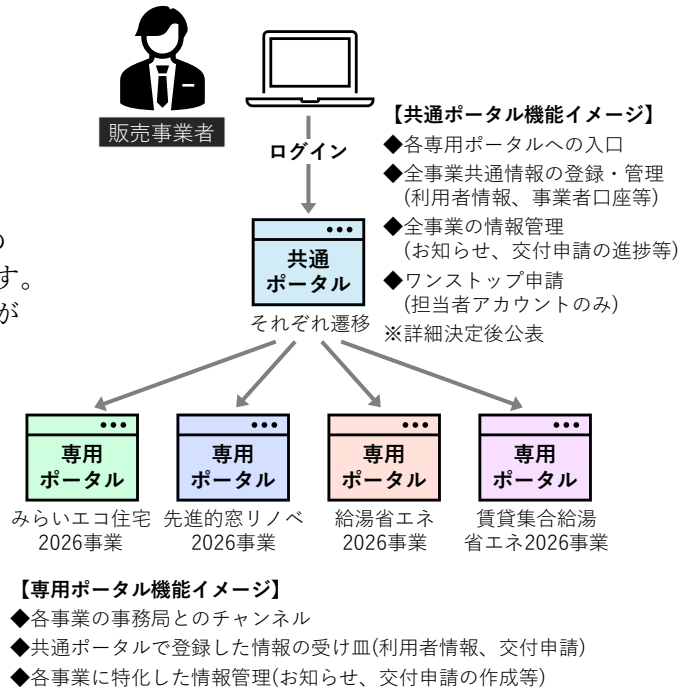 販売事業者
ログイン
【共通ポータル機能イメージ】
◆各専用ポータルへの入口
◆全事業共通情報の登録・管理
(利用者情報、事業者口座等)
◆全事業の情報管理
(お知らせ、交付申請の進捗等)
◆ワンストップ申請
(担当者アカウントのみ)
※詳細決定後公表
の
す。
が
共通
ポータル
それぞれ遷移
専用
ポータル
みらいエコ住宅
2026事業
専用
ポータル
先進的窓リノベ
2026事業
専用
ポータル
給湯省エネ
2026事業
専用
ポータル
賃貸集合給湯
省エネ2026事業
【専用ポータル機能イメージ】
◆各事業の事務局とのチャンネル
◆共通ポータルで登録した情報の受け皿(利用者情報、交付申請)
◆各事業に特化した情報管理(お知らせ、交付申請の作成等)